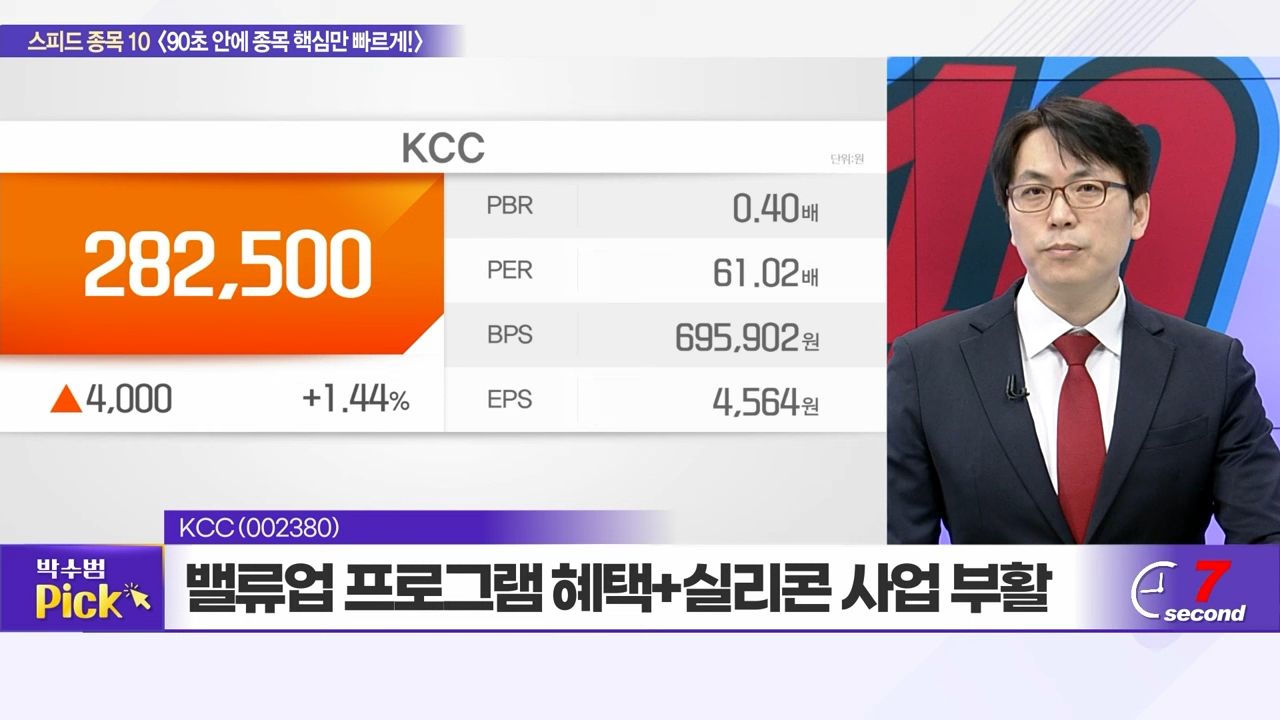 스피드 종목 10 〈90초 안에 종목 핵심만 빠르게!〉
10
KCC
단위:원
282,500
▲4,000 +1.44%
PBR 0.40배
PER 61.02배
BPS 695,902원
EPS 4,564원
KCC(002380)
박수범
Pick
밸류업 프로그램 혜택+실리콘 사업 부활
7
second